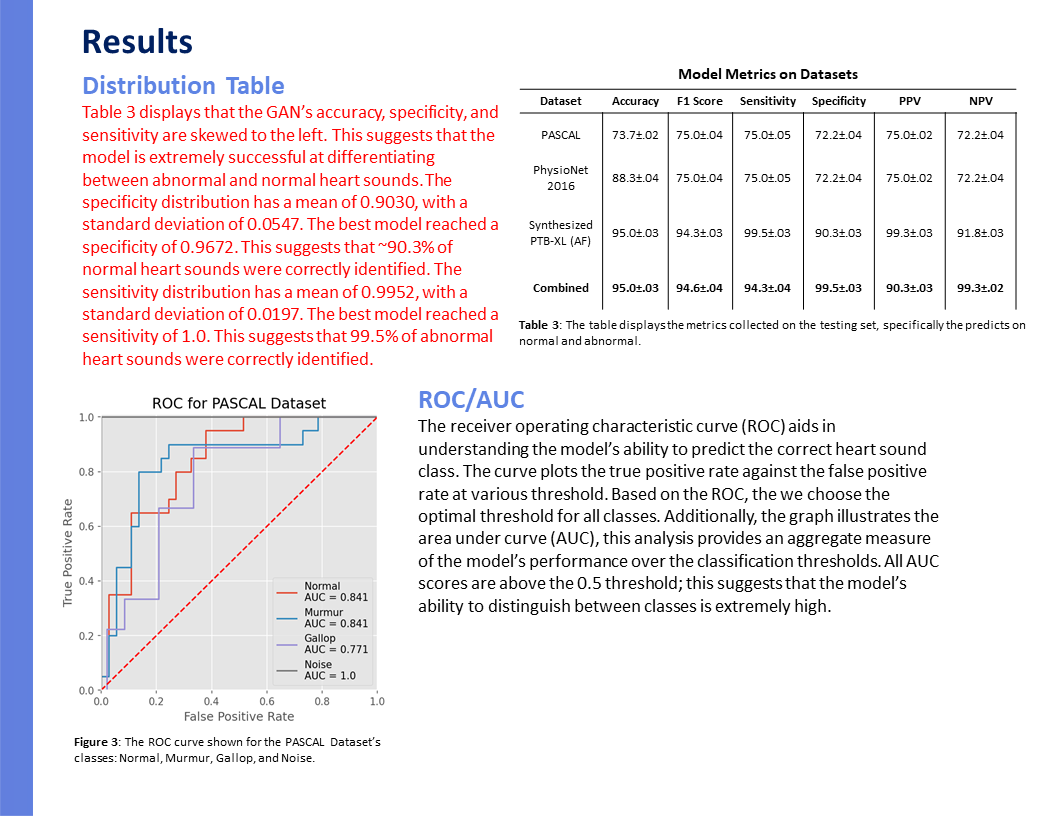 Results
Distribution Table
Table 3 displays that the GAN's accuracy, specificity, and
sensitivity are skewed to the left. This suggests that the
model is extremely successful at differentiating
between abnormal and normal heart sounds. The
specificity distribution has a mean of 0.9030, with a
standard deviation of 0.0547. The best model reached a
specificity of 0.9672. This suggests that ~90.3% of
normal heart sounds were correctly identified. The
sensitivity distribution has a mean of 0.9952, with a
standard deviation of 0.0197. The best model reached a
sensitivity of 1.0. This suggests that 99.5% of abnormal
heart sounds were correctly identified.
Model Metrics on Datasets
Dataset Accuracy F1 Score Sensitivity Specificity PPV NPV
PASCAL 73.7±.02 75.0±.04 75.0±.05 72.2±.04 75.0±.02 72.2±.04
PhysioNet
2016 88.3±.04 75.0±.04 75.0±.05 72.2±.04 75.0±.02 72.2±.04
Synthesized
PTB-XL (AF) 95.0±.03 94.3±.03 99.5±.03 90.3±.03 99.3±.03 91.8±.03
Combined 95.0±.03 94.6±.04 94.3±.04 99.5±.03 90.3±.03 99.3±.02
Table 3: The table displays the metrics collected on the testing set, specifically the predicts on
normal and abnormal.
ROC for PASCAL Dataset
True Positive Rate
1.0
0.8
0.6
0.4
0.2
0.0
0.0 0.2 0.4 0.6 0.8 1.0
False Positive Rate
Normal
AUC = 0.841
Murmur
AUC = 0.841
Gallop
AUC = 0.771
Noise
AUC = 1.0
Figure 3: The ROC curve shown for the PASCAL Dataset's
classes: Normal, Murmur, Gallop, and Noise.
ROC/AUC
The receiver operating characteristic curve (ROC) aids in
understanding the model's ability to predict the correct heart sound
class. The curve plots the true positive rate against the false positive
rate at various threshold. Based on the ROC, the we choose the
optimal threshold for all classes. Additionally, the graph illustrates the
area under curve (AUC), this analysis provides an aggregate measure
of the model's performance over the classification thresholds. All AUC
scores are above the 0.5 threshold; this suggests that the model's
ability to distinguish between classes is extremely high.